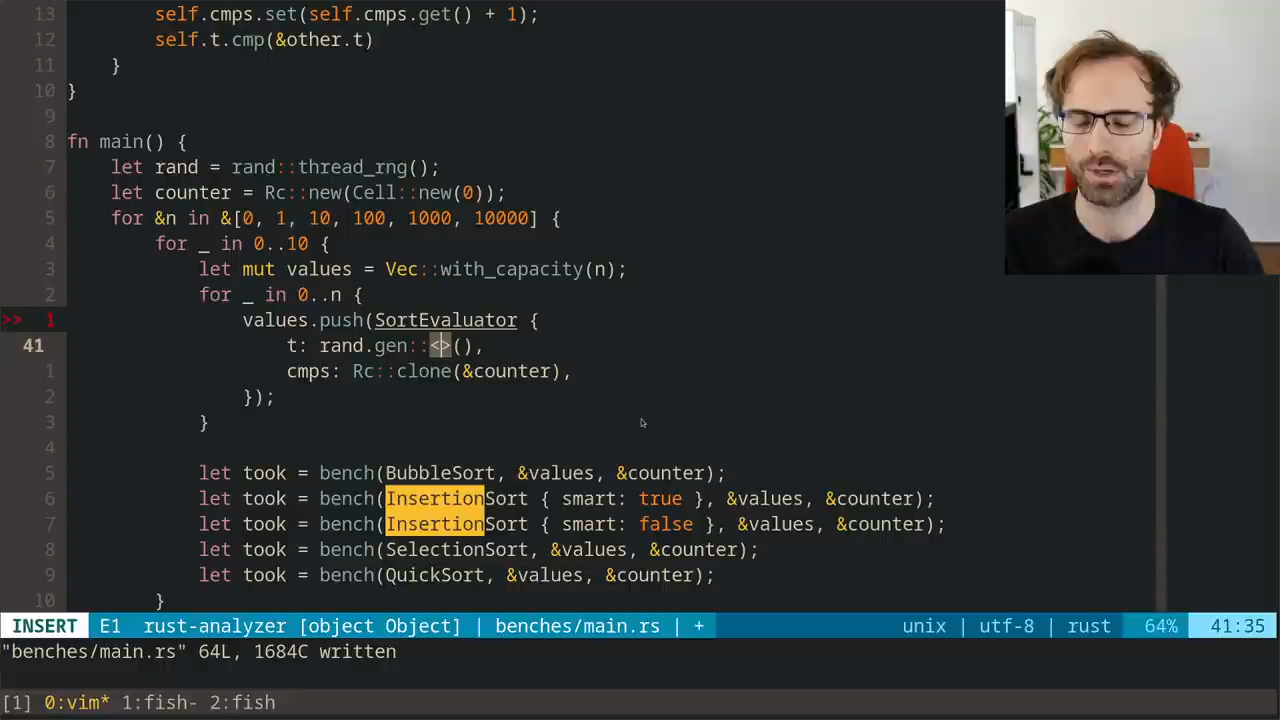 13 self.cmps.set(self.cmps.get() + 1);
12 self.t.cmp(&other.t)
11 }
10 }
9
8 fn main() {
7 let rand = rand::thread_rng();
6 let counter = Rc::new(Cell::new(0));
5 for &n in &[0, 1, 10, 100, 1000, 10000] {
4 for _ in 0..10 {
3 let mut values = Vec::with_capacity(n);
2 for _ in 0..n {
>> 1 values.push(SortEvaluator {
41 t: rand.gen::<>(),
1 cmps: Rc::clone(&counter),
2 });
3 }
4
5 let took = bench(BubbleSort, &values, &counter);
6 let took = bench(InsertionSort { smart: true }, &values, &counter);
7 let took = bench(InsertionSort { smart: false }, &values, &counter);
8 let took = bench(SelectionSort, &values, &counter);
9 let took = bench(QuickSort, &values, &counter);
10 }
INSERT E1 rust-analyzer [object Object] | benches/main.rs | + unix | utf-8 | rust 64% 41:35
"benches/main.rs" 64L, 1684C written
[1] 0:vim* 1:fish- 2:fish